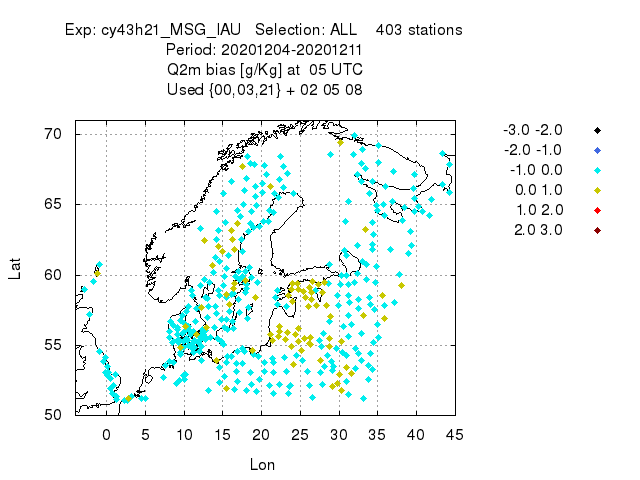 Exp: cy43h21_MSG_IAU   Selection: ALL    403 stations
Period: 20201204-20201211
Q2m bias [g/Kg] at  05 UTC
Used {00,03,21} + 02 05 08
-3.0 -2.0
-2.0 -1.0
-1.0  0.0
0.0  1.0
1.0  2.0
2.0  3.0
70
65
60
55
50
Lat
0 5 10 15 20 25 30 35 40 45
Lon